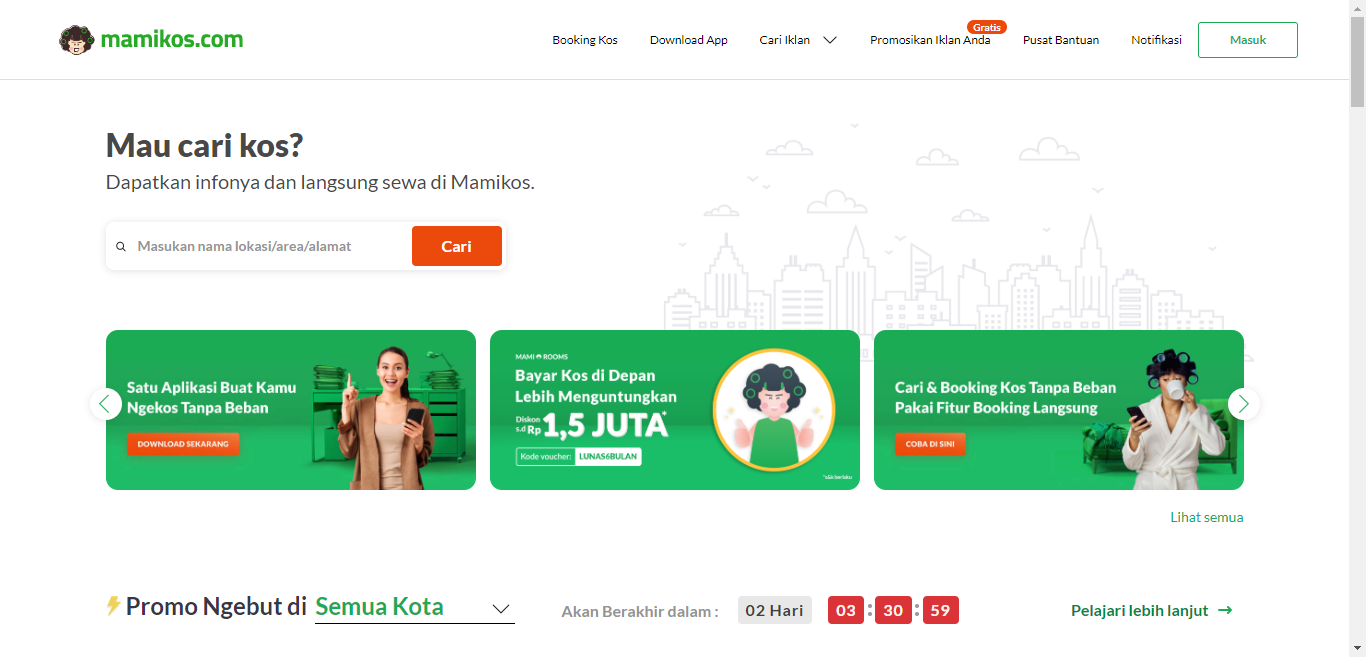 mamikos.com
Booking Kos
Download App
Cari Iklan
Promosikan Iklan Anda
Gratis
Pusat Bantuan
Notifikasi
Masuk
Mau cari kos?
Dapatkan infonya dan langsung sewa di Mamikos.
Masukan nama lokasi/area/alamat
Cari
Satu Aplikasi Buat Kamu
Ngekos Tanpa Beban
DOWNLOAD SEKARANG
MAMI ROOMS
Bayar Kos di Depan
Lebih Menguntungkan
Diskon
s.d Rp 1,5 JUTA*
Kode voucher: LUNAS6BULAN
*s&k berlaku
Cari & Booking Kos Tanpa Beban
Pakai Fitur Booking Langsung
COBA DI SINI
Lihat semua
Promo Ngebut di Semua Kota
Akan Berakhir dalam : 02 Hari 03 : 30 : 59
Pelajari lebih lanjut →